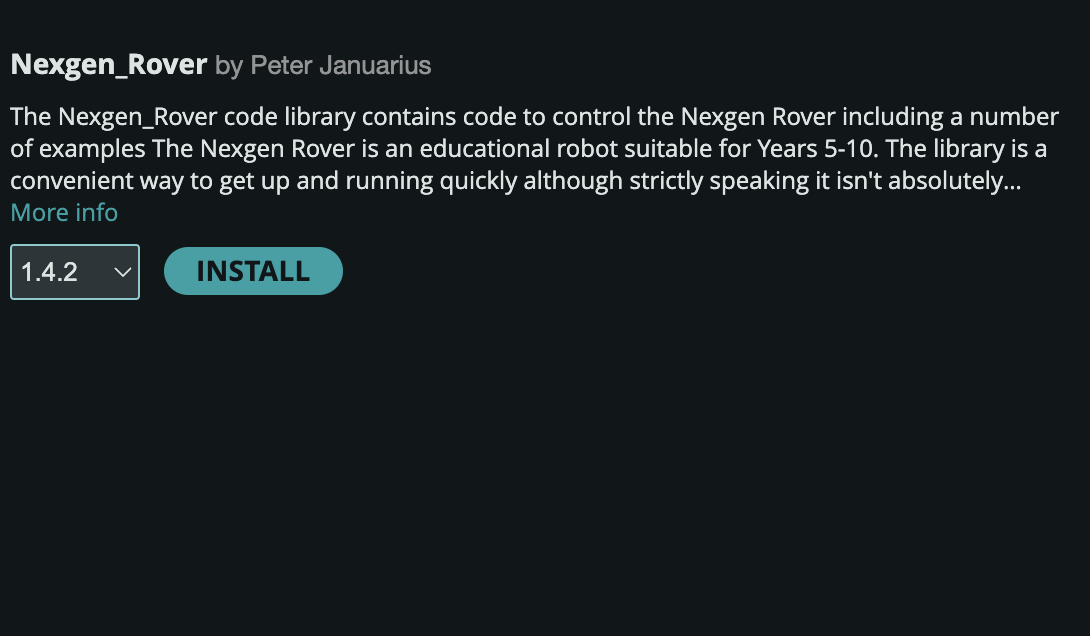 Nexgen_Rover by Peter Januarius
The Nexgen_Rover code library contains code to control the Nexgen Rover including a number
of examples The Nexgen Rover is an educational robot suitable for Years 5-10. The library is a
convenient way to get up and running quickly although strictly speaking it isn't absolutely...
More info
1.4.2 INSTALL